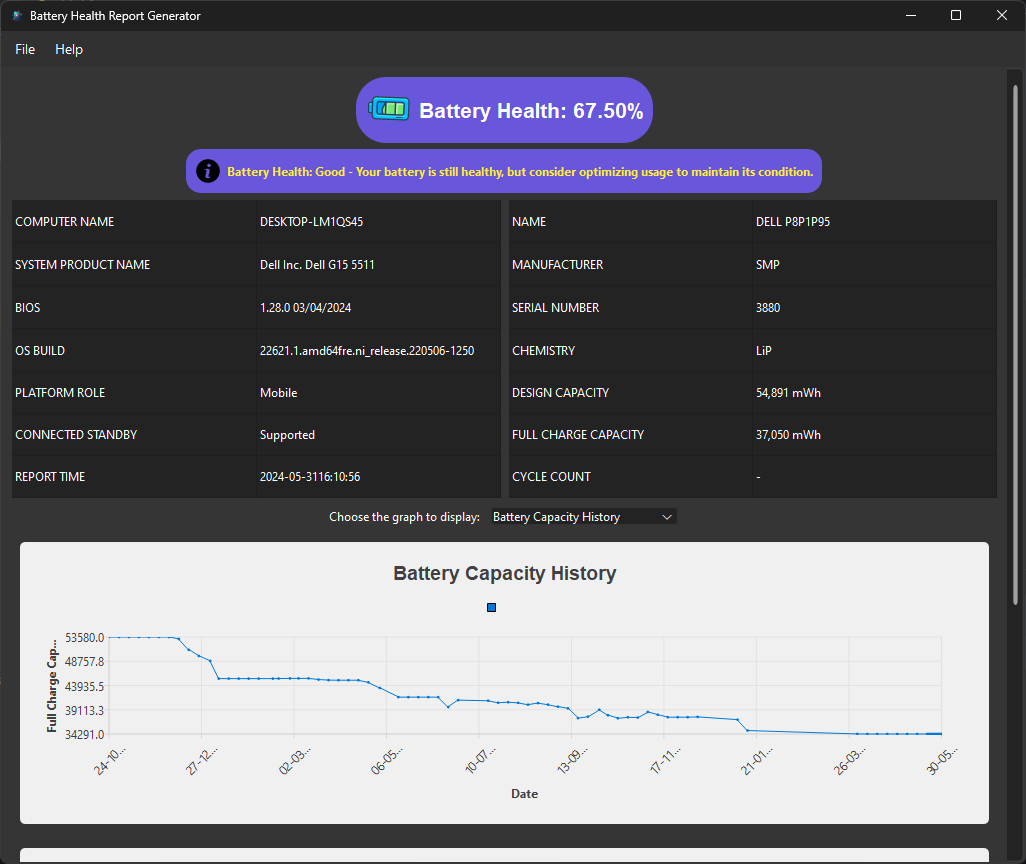 Battery Health Report Generator
File Help
Battery Health: 67.50%
Battery Health: Good - Your battery is still healthy, but consider optimizing usage to maintain its condition.
COMPUTER NAME DESKTOP-LM1QS45 NAME DELL P8P1P95
SYSTEM PRODUCT NAME Dell Inc. Dell G15 5511 MANUFACTURER SMP
BIOS 1.28.0 03/04/2024 SERIAL NUMBER 3880
OS BUILD 22621.1.amd64fre.ni_release.220506-1250 CHEMISTRY LiP
PLATFORM ROLE Mobile DESIGN CAPACITY 54,891 mWh
CONNECTED STANDBY Supported FULL CHARGE CAPACITY 37,050 mWh
REPORT TIME 2024-05-3116:10:56 CYCLE COUNT -
Choose the graph to display: Battery Capacity History
Battery Capacity History
Full Charge Cap...
53580.0
48757.8
43935.5
39113.3
34291.0
24-10... 27-12... 02-03... 06-05... 10-07... 13-09... 17-11... 21-01... 26-03... 30-05...
Date